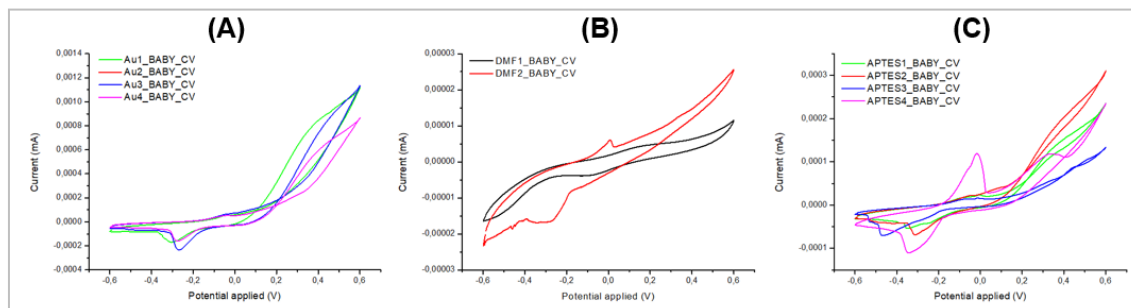 (A)
0,0014
0,0012
0,0010
0,0008
0,0006
0,0004
0,0002
0,0000
-0,0002
-0,0004
Current (mA)
Au1_BABY_CV
Au2_BABY_CV
Au3_BABY_CV
Au4_BABY_CV
-0,6 -0,4 -0,2 0,0 0,2 0,4 0,6
Potential applied (V)
(B)
0,00003
0,00002
0,00001
0,00000
-0,00001
-0,00002
-0,00003
Current (mA)
DMF1_BABY_CV
DMF2_BABY_CV
-0,6 -0,4 -0,2 0,0 0,2 0,4 0,6
Potential applied (V)
(C)
0,0003
0,0002
0,0001
0,0000
-0,0001
Current (mA)
APTES1_BABY_CV
APTES2_BABY_CV
APTES3_BABY_CV
APTES4_BABY_CV
-0,6 -0,4 -0,2 0,0 0,2 0,4 0,6
Potential applied (V)